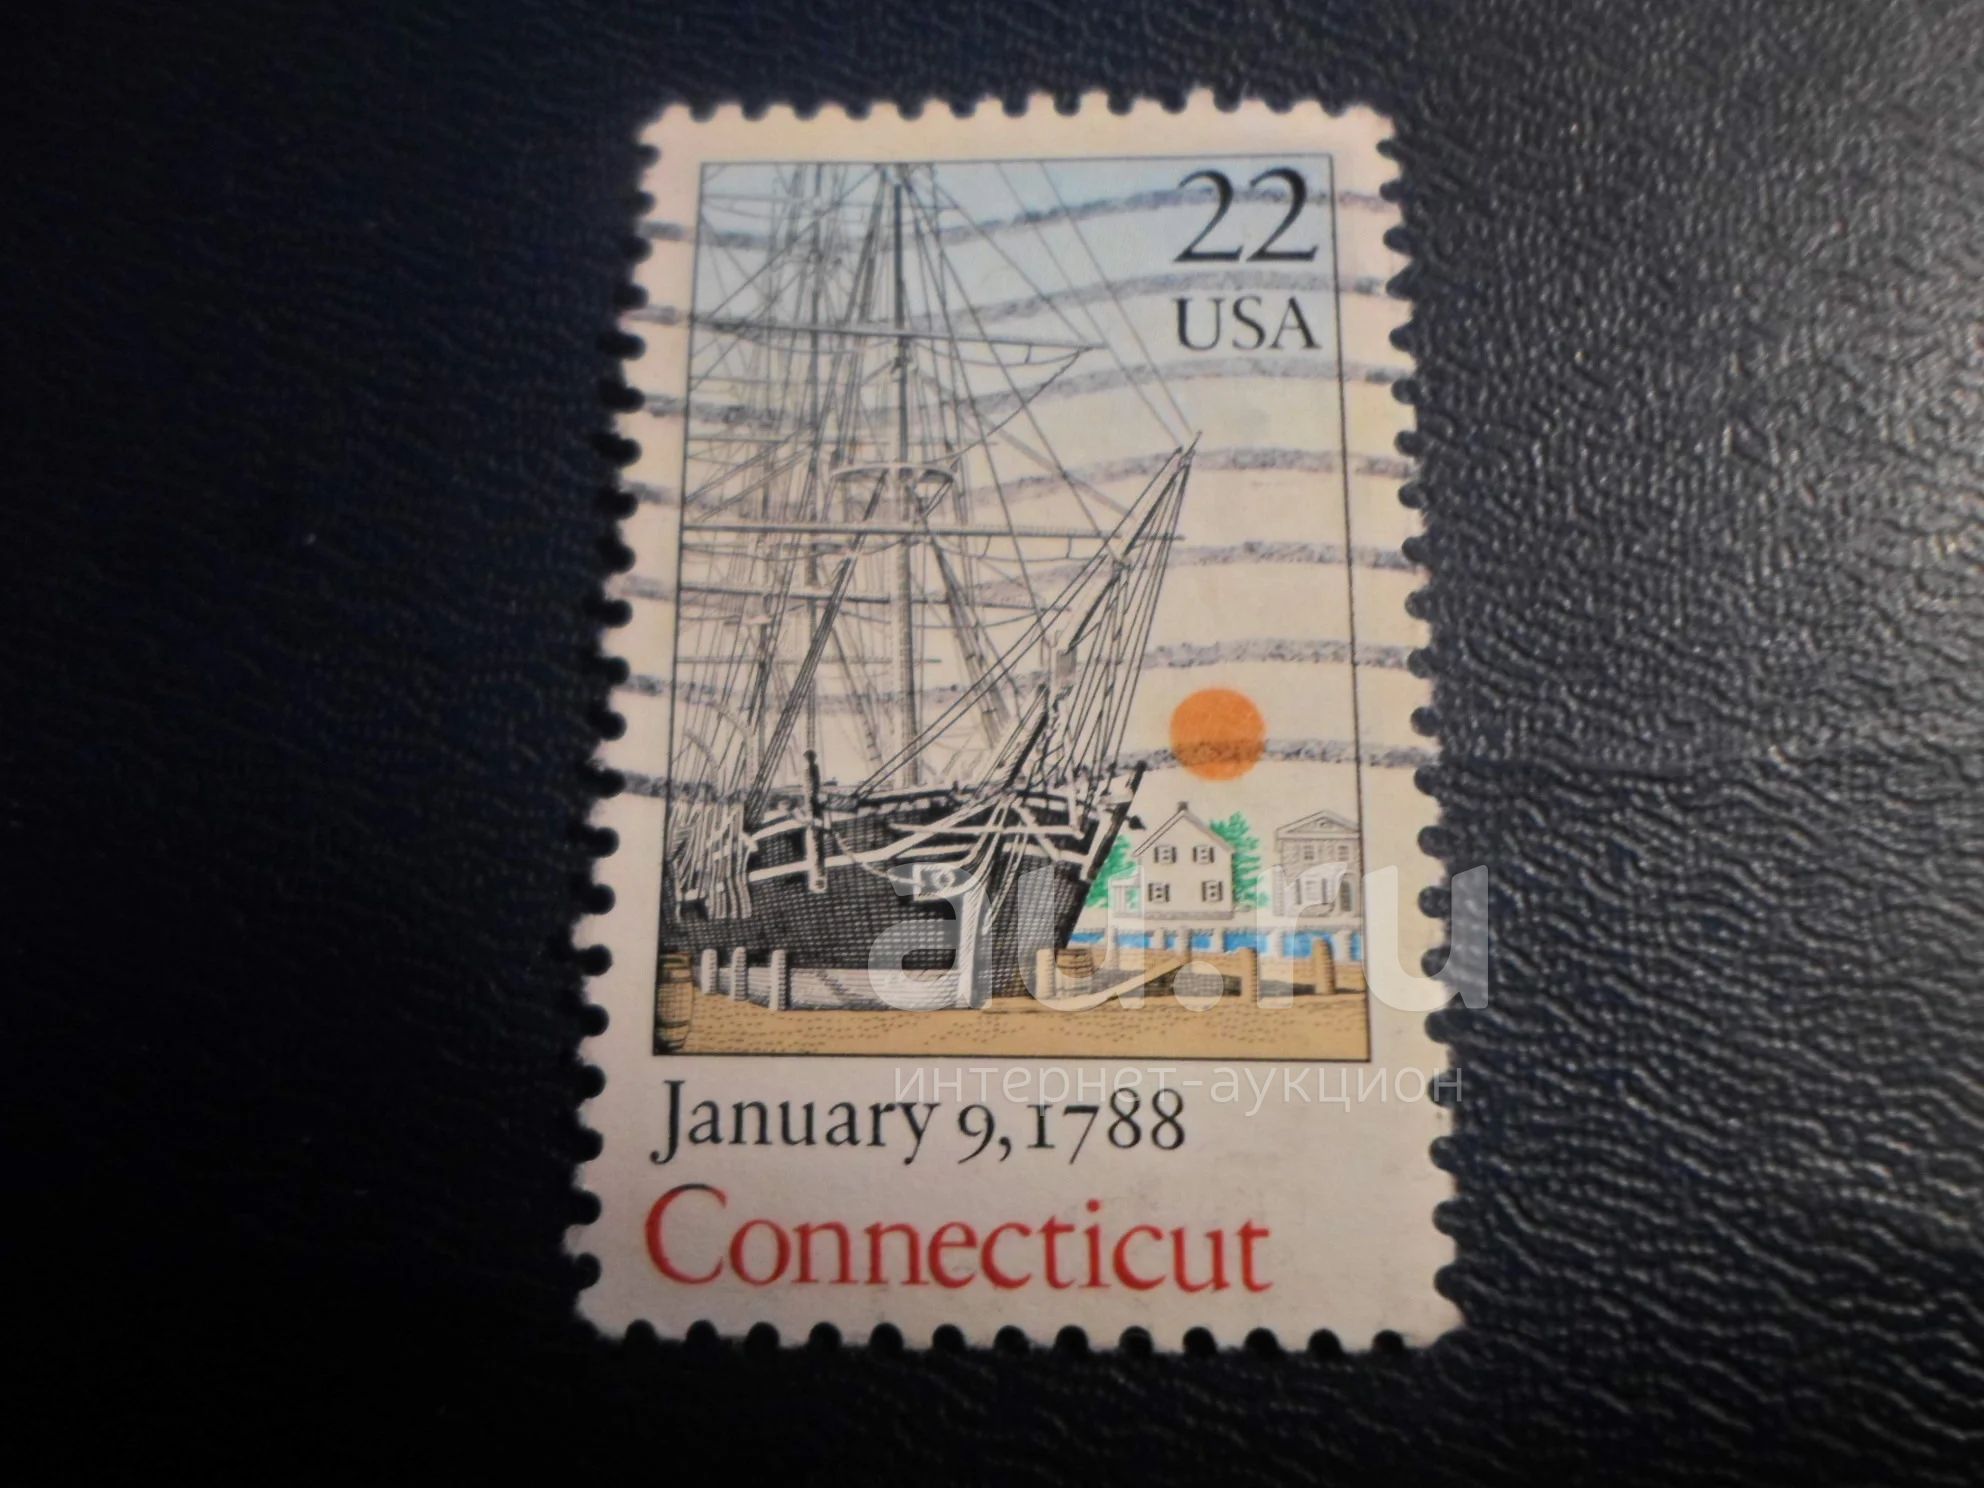 22
USA
au.ru
интернет-аукцион
January 9, 1788
Connecticut